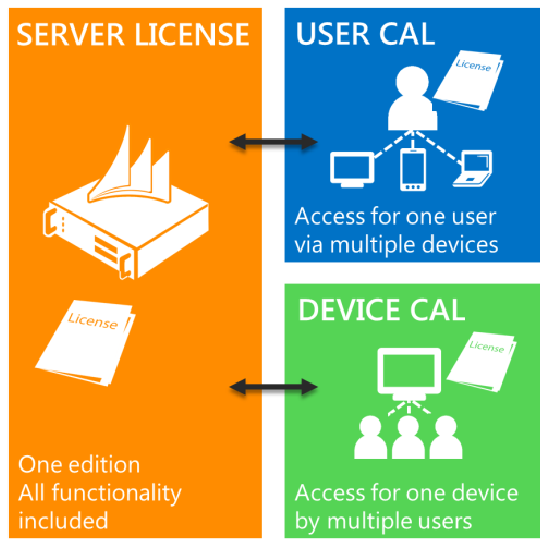 SERVER LICENSE
License
One edition
All functionality
included
USER CAL
License
Access for one user
via multiple devices
DEVICE CAL
License
Access for one device
by multiple users